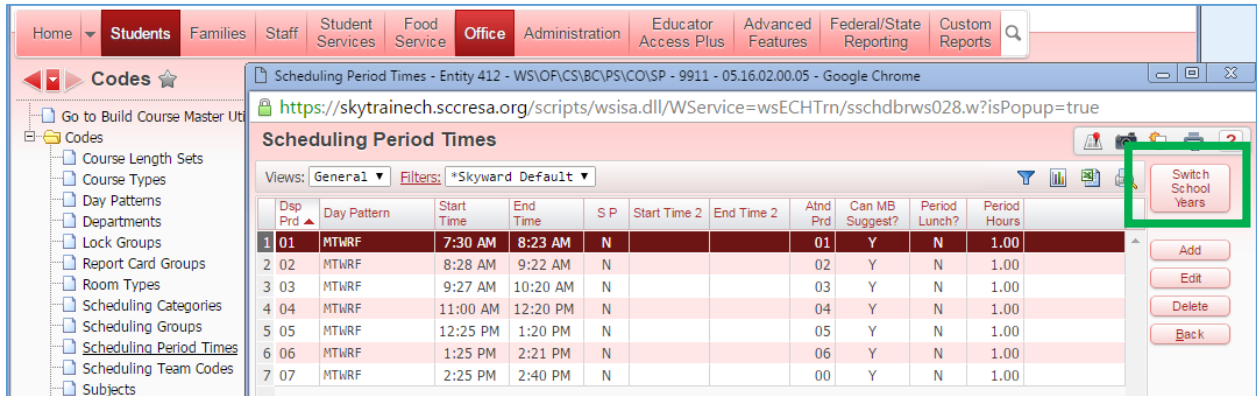 Home Students Families Staff Student Services Food Service Office Administration Educator Access Plus Advanced Features Federal/State Reporting Custom Reports
Codes
Go to Build Course Master Uti
Codes
Course Length Sets
Course Types
Day Patterns
Departments
Lock Groups
Report Card Groups
Room Types
Scheduling Categories
Scheduling Groups
Scheduling Period Times
Scheduling Team Codes
Subjects
Scheduling Period Times - Entity 412 - WS\OF\CS\BC\PS\CO\SP - 9911 - 05.16.02.00.05 - Google Chrome
https://skytrainech.sccresa.org/scripts/wsisa.dll/WService=wsECHTrn/sschdbrws028.w?isPopup=true
Scheduling Period Times
?
Views: General Filters: *Skyward Default
Dsp Prd Day Pattern Start Time End Time S P Start Time 2 End Time 2 Atnd Prd Can MB Suggest? Period Lunch? Period Hours
1 01 MTWRF 7:30 AM 8:23 AM N 01 Y N 1.00
2 02 MTWRF 8:28 AM 9:22 AM N 02 Y N 1.00
3 03 MTWRF 9:27 AM 10:20 AM N 03 Y N 1.00
4 04 MTWRF 11:00 AM 12:20 PM N 04 Y N 1.00
5 05 MTWRF 12:25 PM 1:20 PM N 05 Y N 1.00
6 06 MTWRF 1:25 PM 2:21 PM N 06 Y N 1.00
7 07 MTWRF 2:25 PM 2:40 PM N 00 Y N 1.00
Switch
School
Years
Add
Edit
Delete
Back